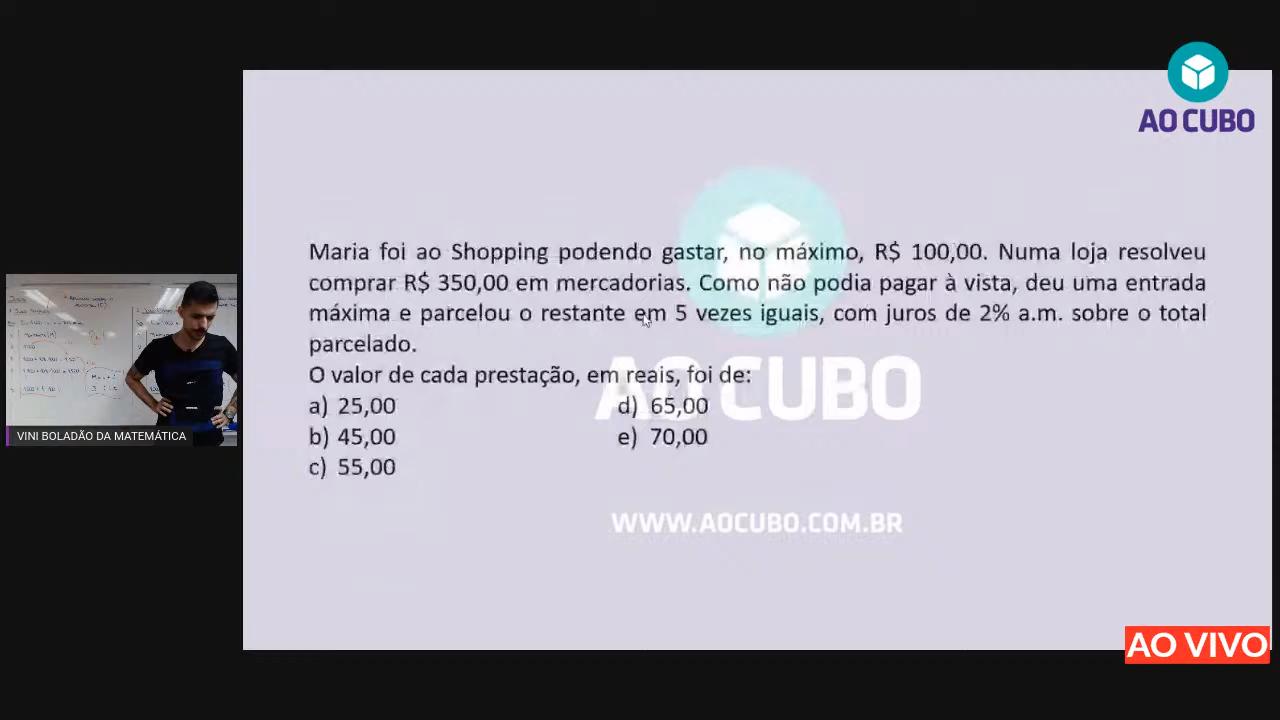 AO CUBO
Maria foi ao Shopping podendo gastar, no máximo, R$ 100,00. Numa loja resolveu
comprar R$ 350,00 em mercadorias. Como não podia pagar à vista, deu uma entrada
máxima e parcelou o restante em 5 vezes iguais, com juros de 2% a.m. sobre o total
parcelado.
O valor de cada prestação, em reais, foi de:
a) 25,00
d) 65,00
b) 45,00
e) 70,00
c) 55,00
AO CUBO
WWW.AOCUBO.COM.BR
VINI BOLADÃO DA MATEMÁTICA
AO VIVO